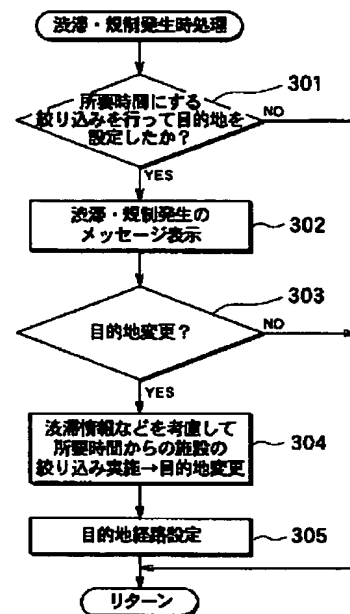 渋滞・規制発生時処理
301
所要時間にする
絞り込みを行って目的地を
設定したか?
NO
YES
渋滞・規制発生の
メッセージ表示
302
303
目的地変更?
NO
YES
渋滞情報などを考慮して
所要時間からの施設の
絞り込み実施→目的地変更
304
目的地経路設定
305
リターン